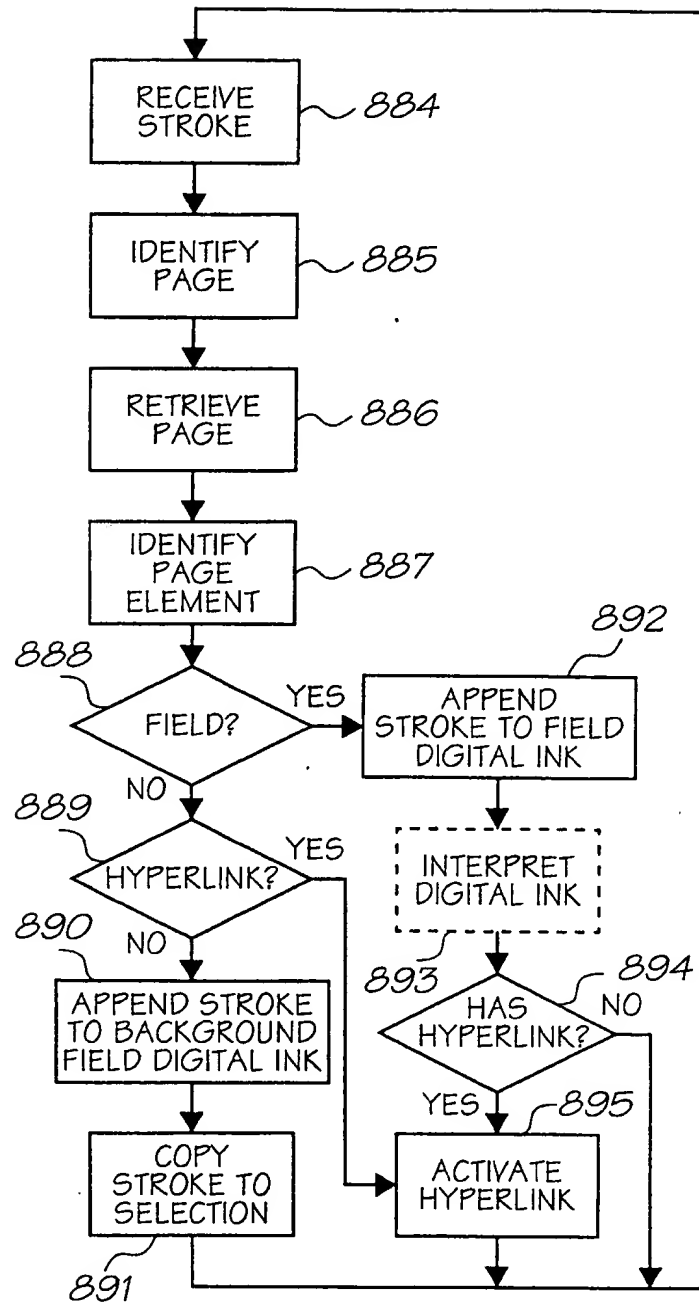 RECEIVE
STROKE
884
IDENTIFY
PAGE
885
RETRIEVE
PAGE
886
IDENTIFY
PAGE
ELEMENT
887
888
FIELD?
YES
NO
892
APPEND
STROKE TO FIELD
DIGITAL INK
889
HYPERLINK?
YES
NO
INTERPRET
DIGITAL INK
893
890
APPEND STROKE
TO BACKGROUND
FIELD DIGITAL INK
894
HAS
HYPERLINK?
NO
YES
895
COPY
STROKE TO
SELECTION
891
ACTIVATE
HYPERLINK